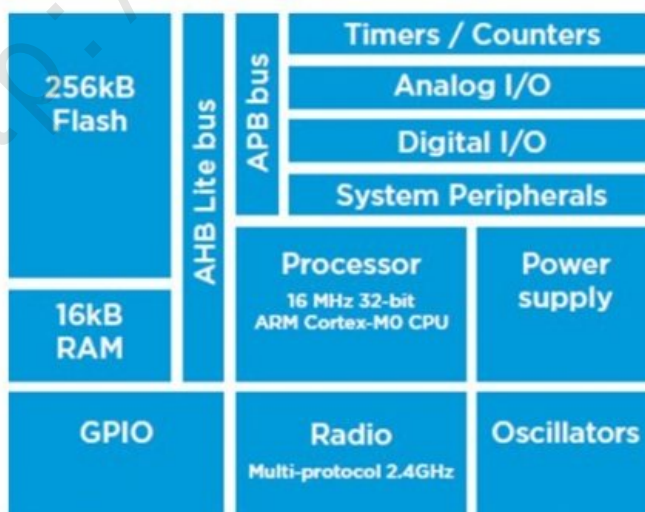 256kB
Flash
16kB
RAM
AHB Lite bus
APB bus
Timers / Counters
Analog I/O
Digital I/O
System Peripherals
Processor
16 MHz 32-bit
ARM Cortex-M0 CPU
Power
supply
GPIO
Radio
Multi-protocol 2.4GHz
Oscillators